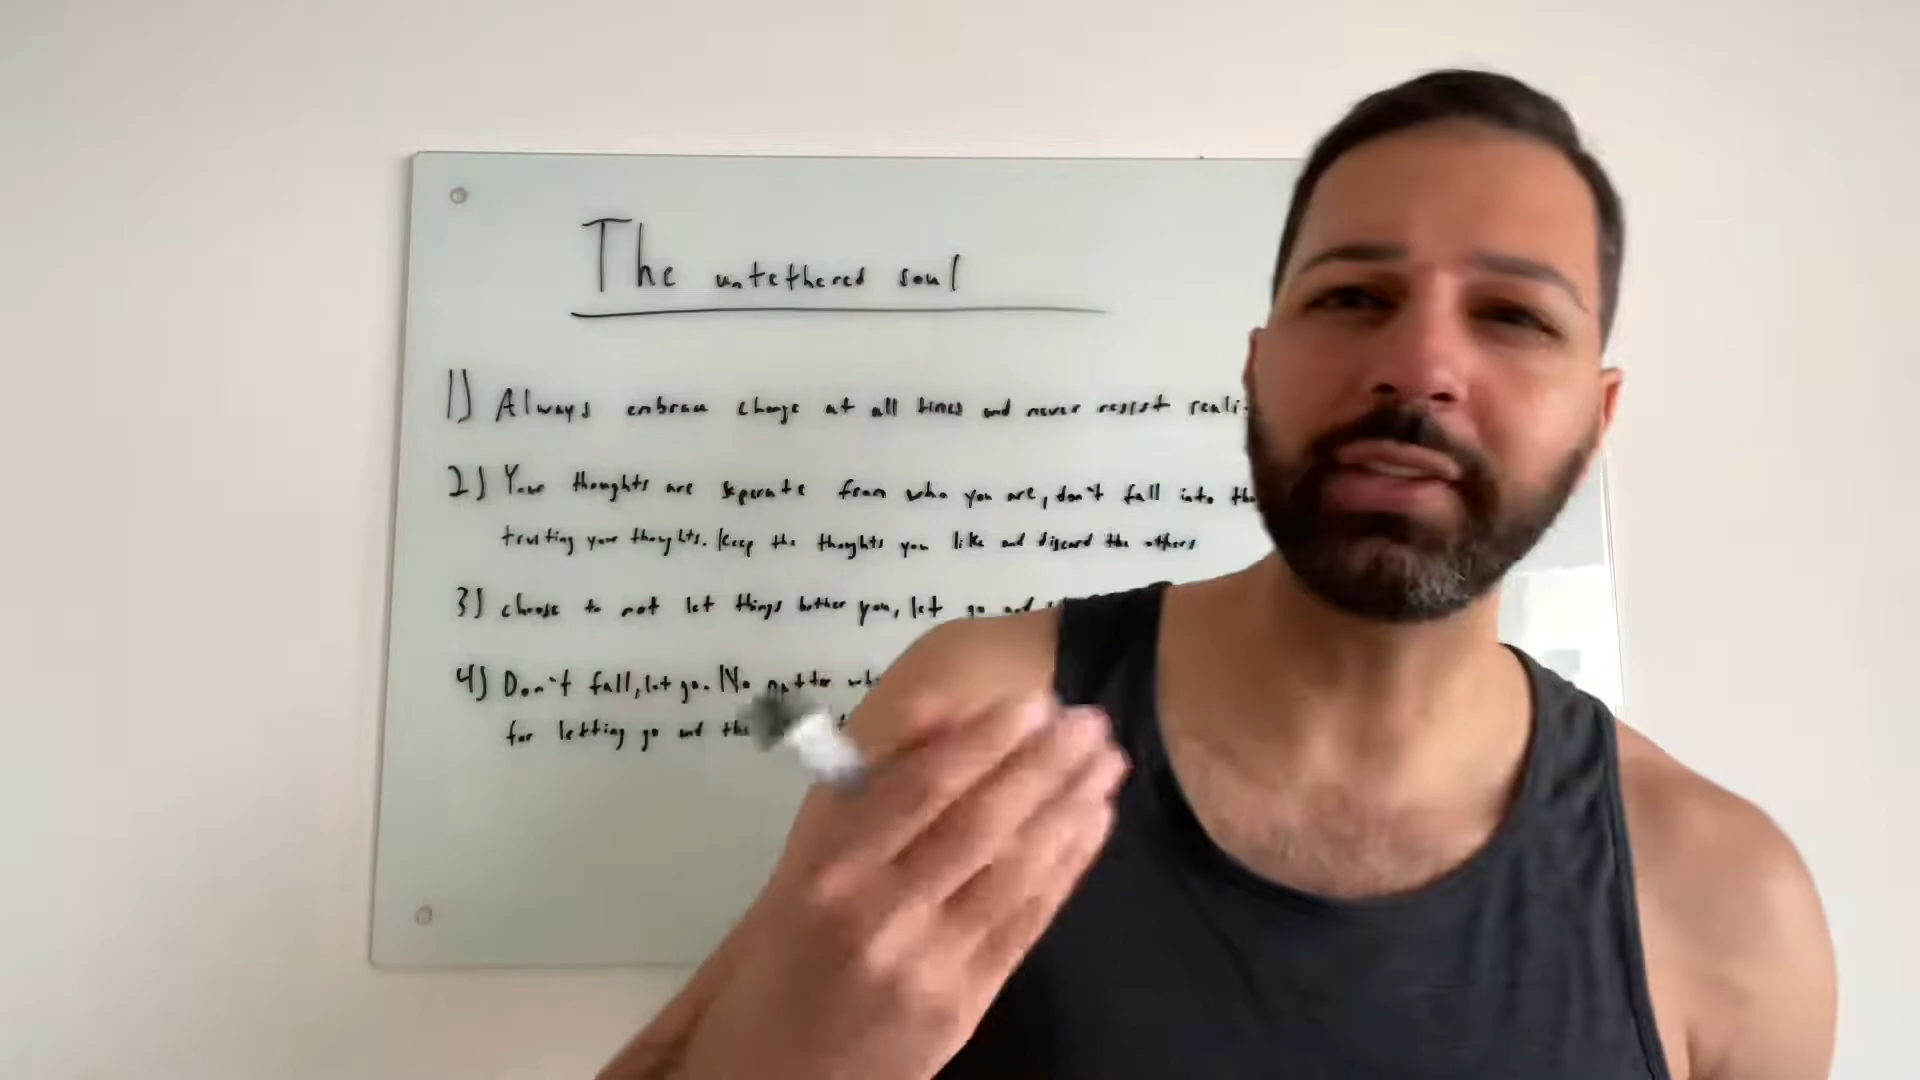 The untethered soul
1) Always embrace change at all times and never resist reali
2) Your thoughts are seperate from who you are, don't fall into
trusting your thoughts. Keep the thoughts you like and discard the others
3) choose to not let things bother you, let go and
4) Don't fall, let go. No matter
for letting go and the